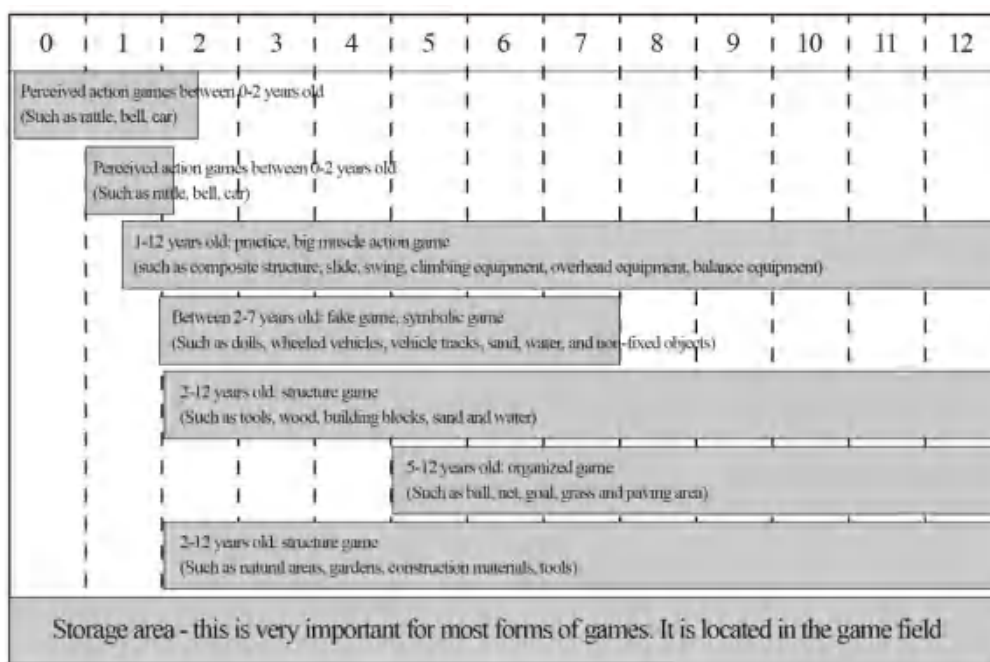 0 1 2 3 4 5 6 7 8 9 10 11 12
Perceived action games between 0-2 years old
(Such as rattle, bell, car)
Perceived action games between 0-2 years old
(Such as rattle, bell, car)
1-12 years old: practice, big muscle action game
(such as composite structure, slide, swing, climbing equipment, overhead equipment, balance equipment)
Between 2-7 years old: fake game, symbolic game
(Such as dolls, wheeled vehicles, vehicle tracks, sand, water, and non-fixed objects)
2-12 years old: structure game
(Such as tools, wood, building blocks, sand and water)
5-12 years old: organized game
(Such as ball, net, goal, grass and paving area)
2-12 years old: structure game
(Such as natural areas, gardens, construction materials, tools)
Storage area - this is very important for most forms of games. It is located in the game field